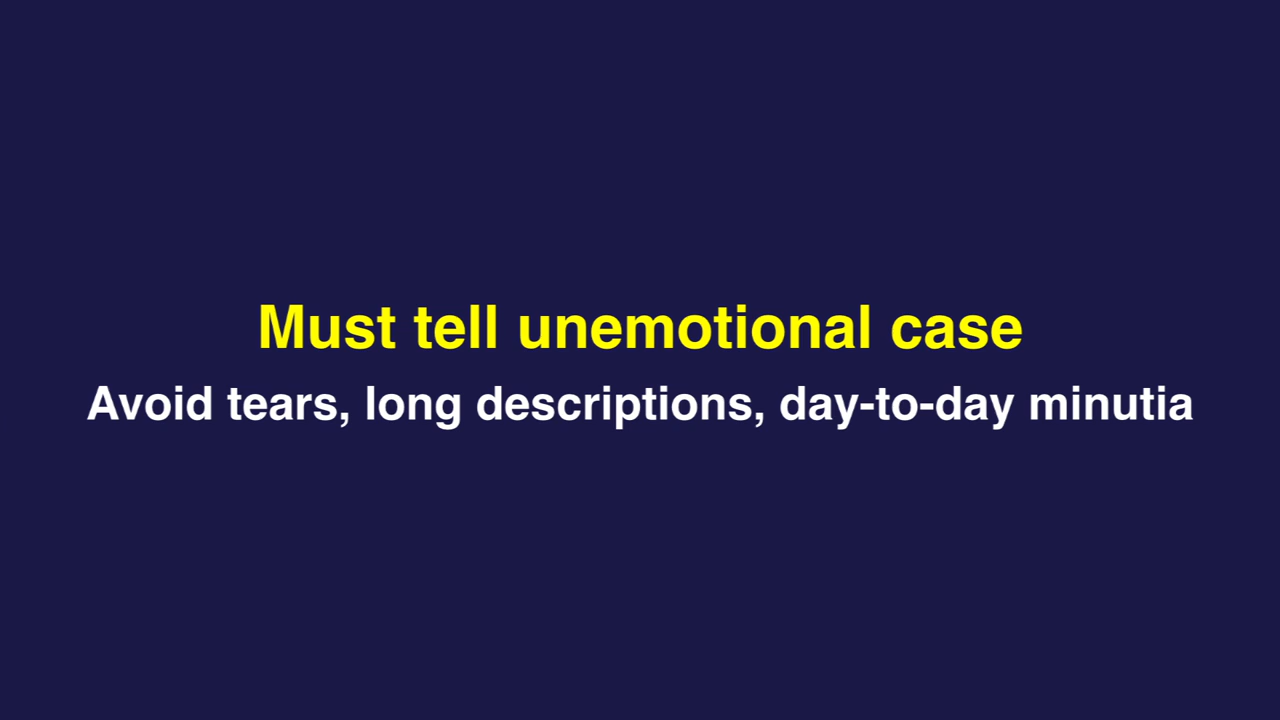 Must tell unemotional case
Avoid tears, long descriptions, day-to-day minutia